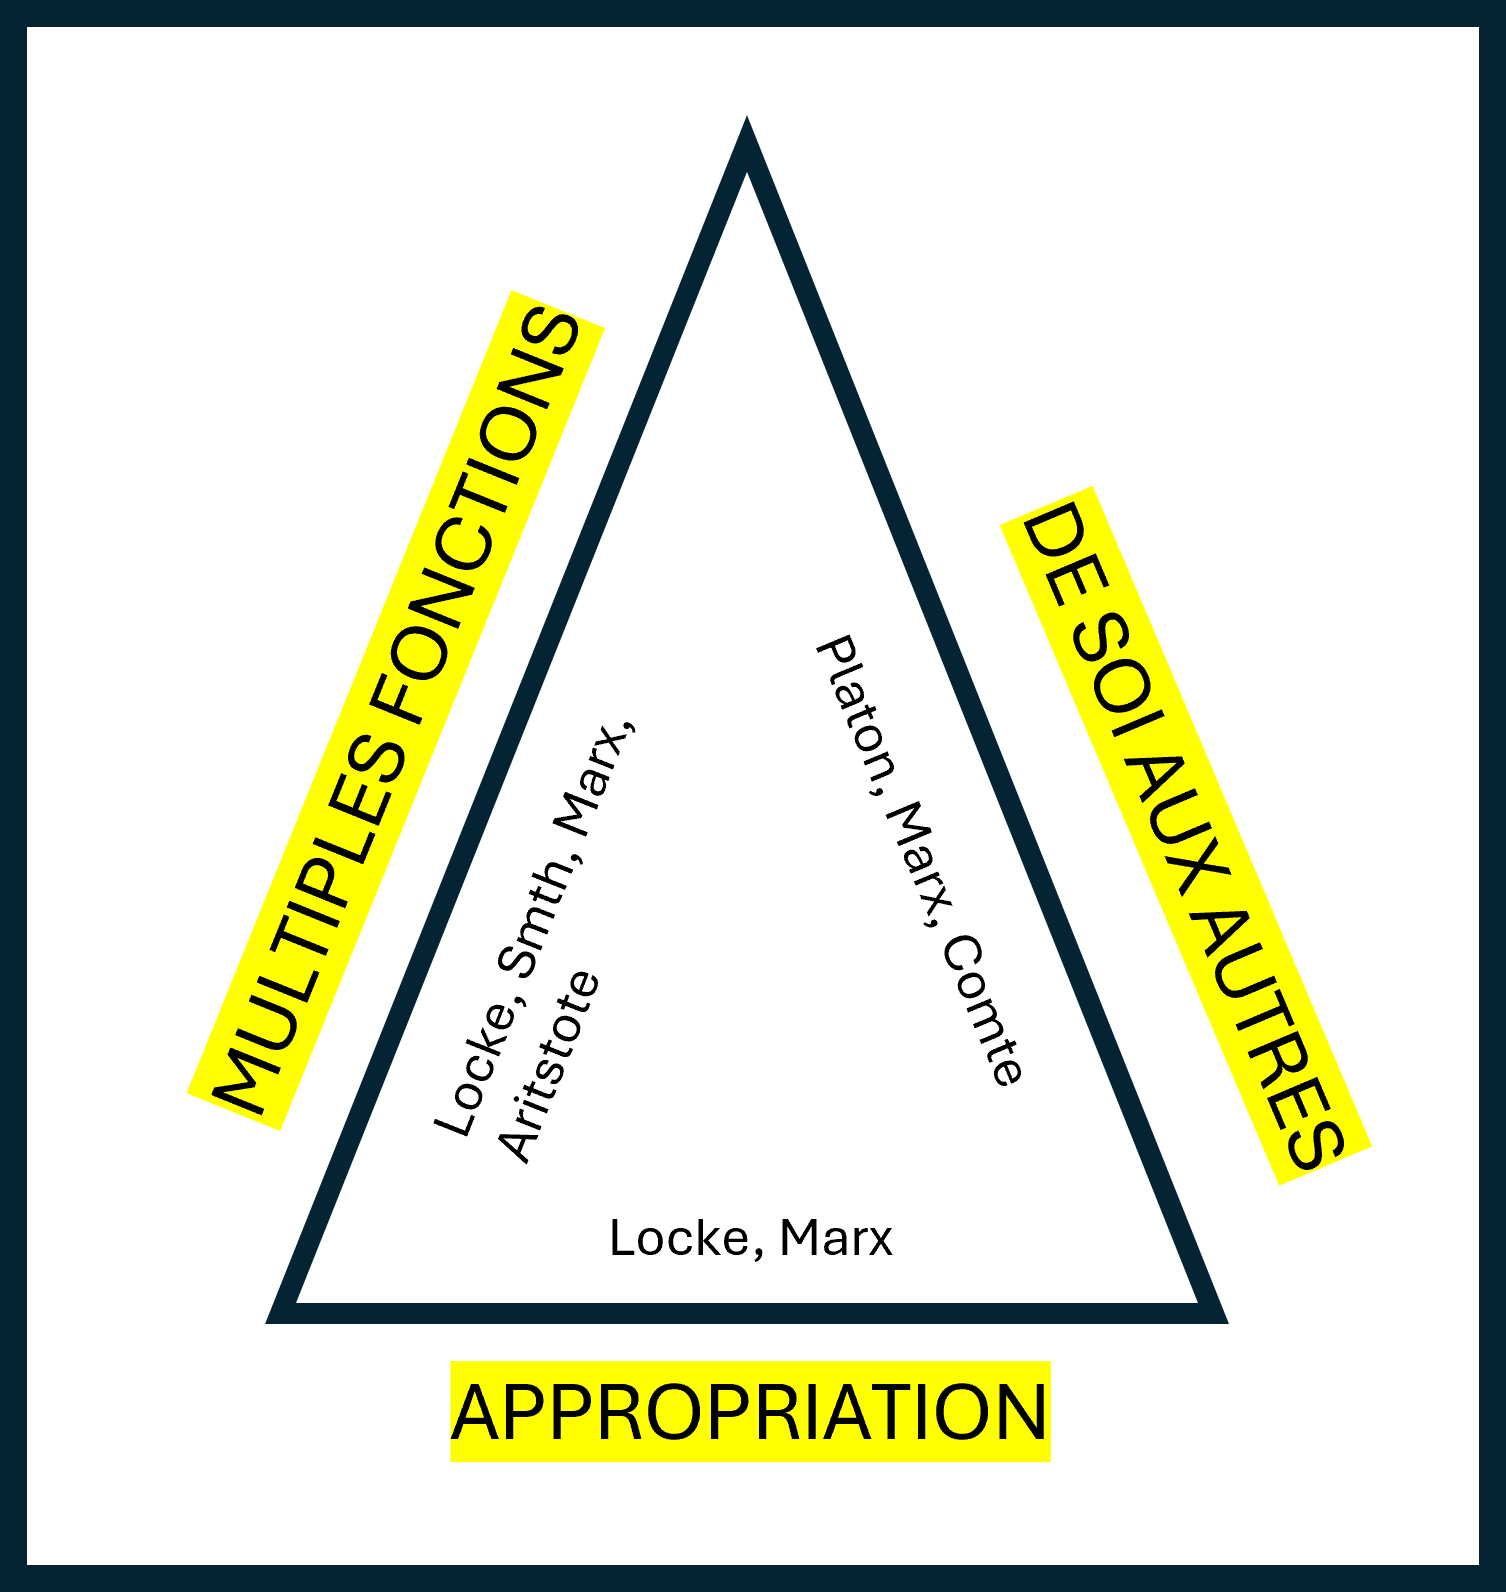 MULTIPLES FONCTIONS
DE SOI AUX AUTRES
Locke, Smth, Marx,
Aritstote
Platon, Marx, Comte
Locke, Marx
APPROPRIATION